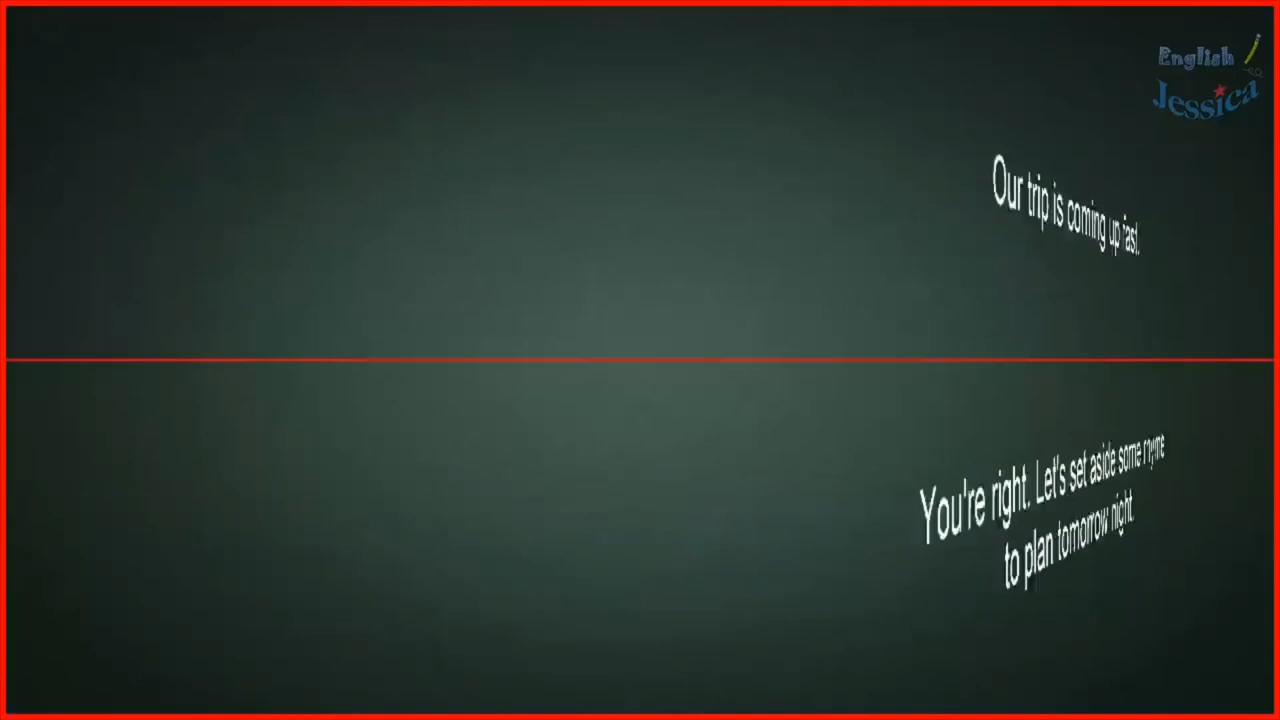 English
Jessica
Our trip is coming up fast.
You're right. Let's set aside some
to plan tomorrow night.